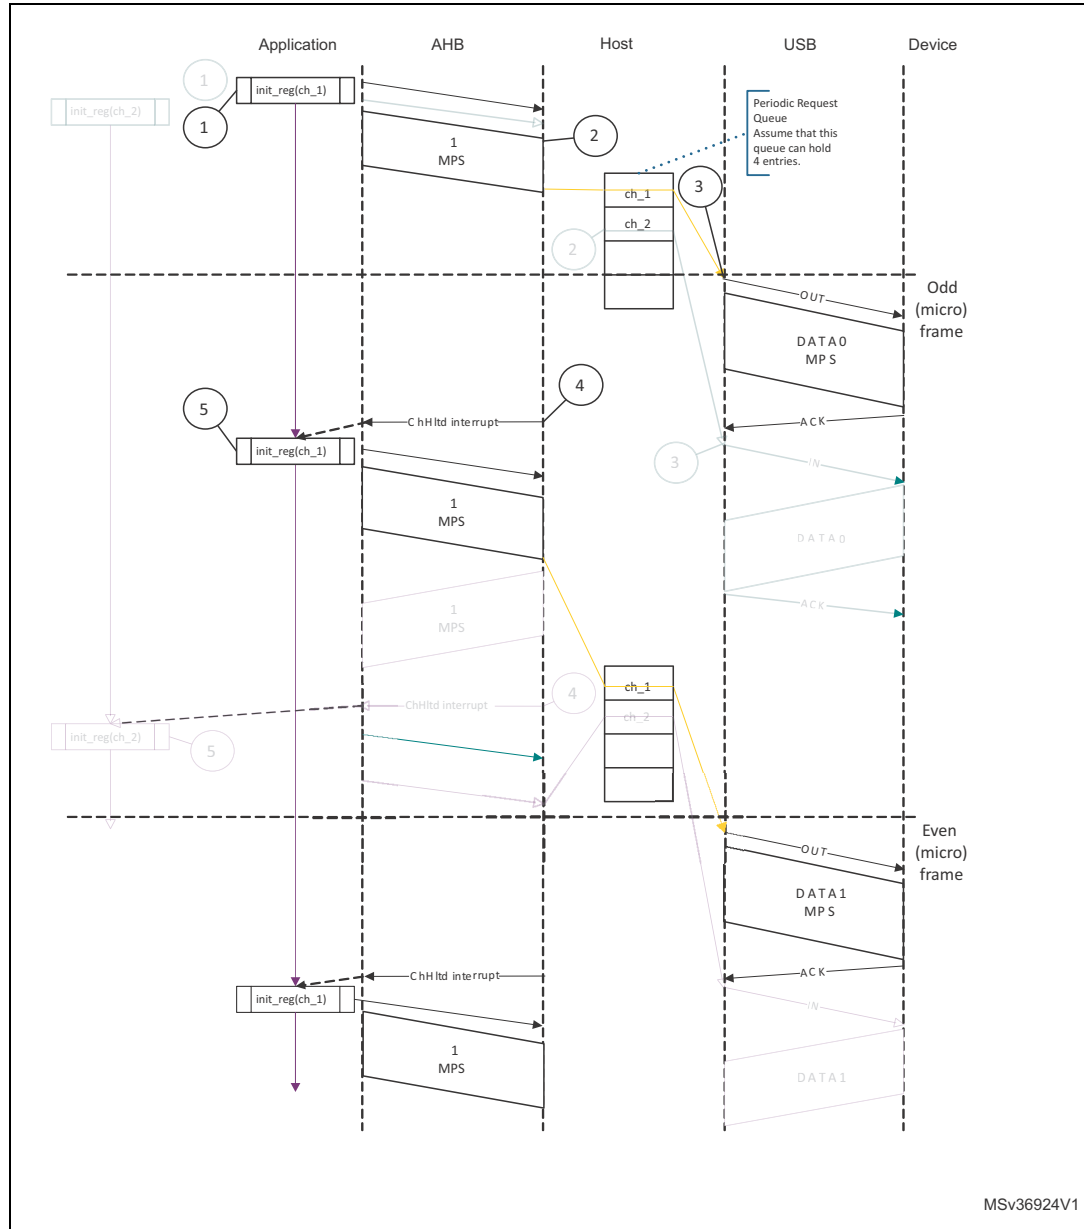 Application AHB Host USB Device
1
init_reg(ch_1)
init_reg(ch_2)
1
2
1
MPS
Periodic Request
Queue
Assume that this
queue can hold
4 entries.
3
ch_1
ch_2
2
Odd
(micro)
frame
OUT
DATA0
MPS
4
5
ChHltd interrupt
ACK
init_reg(ch_1)
3
IN
1
MPS
DATA0
1
MPS
ACK
ch_1
4
ChHltd interrupt
ch_2
init_reg(ch_2)
5
Even
(micro)
frame
OUT
DATA1
MPS
ChHltd interrupt
ACK
init_reg(ch_1)
IN
1
MPS
DATA1
MSv36924V1